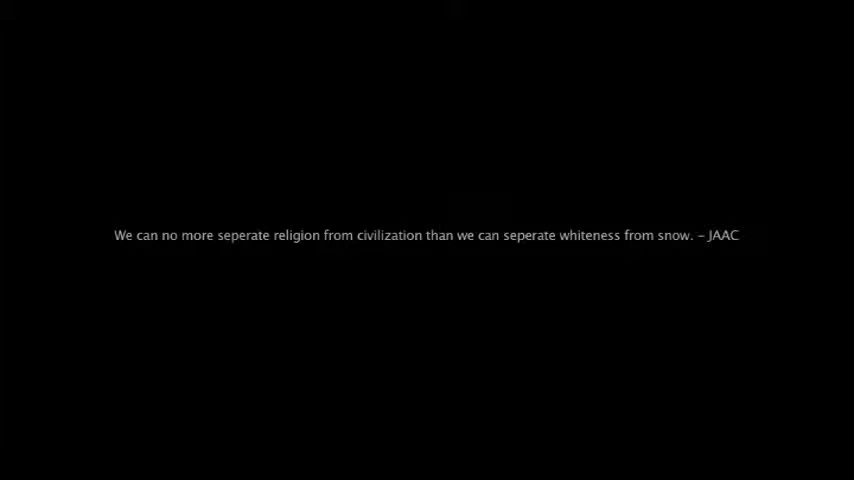 We can no more seperate religion from civilization than we can seperate whiteness from snow. – JAAC